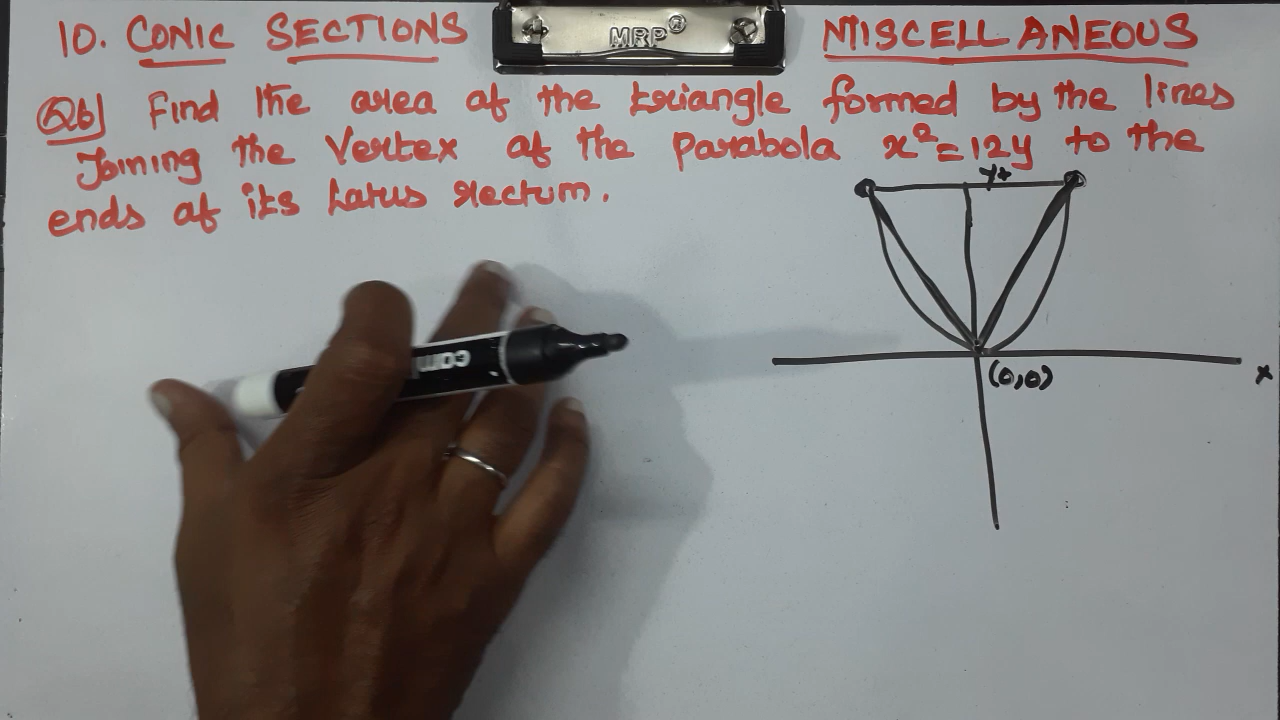 10. CONIC SECTIONS
MRP®
MISCELLANEOUS
Q6) Find the area of the triangle formed by the lines
Joining the Vertex of the parabola x²=12y to the
ends of its Latus rectum.
Y
(0,0)
x
cam